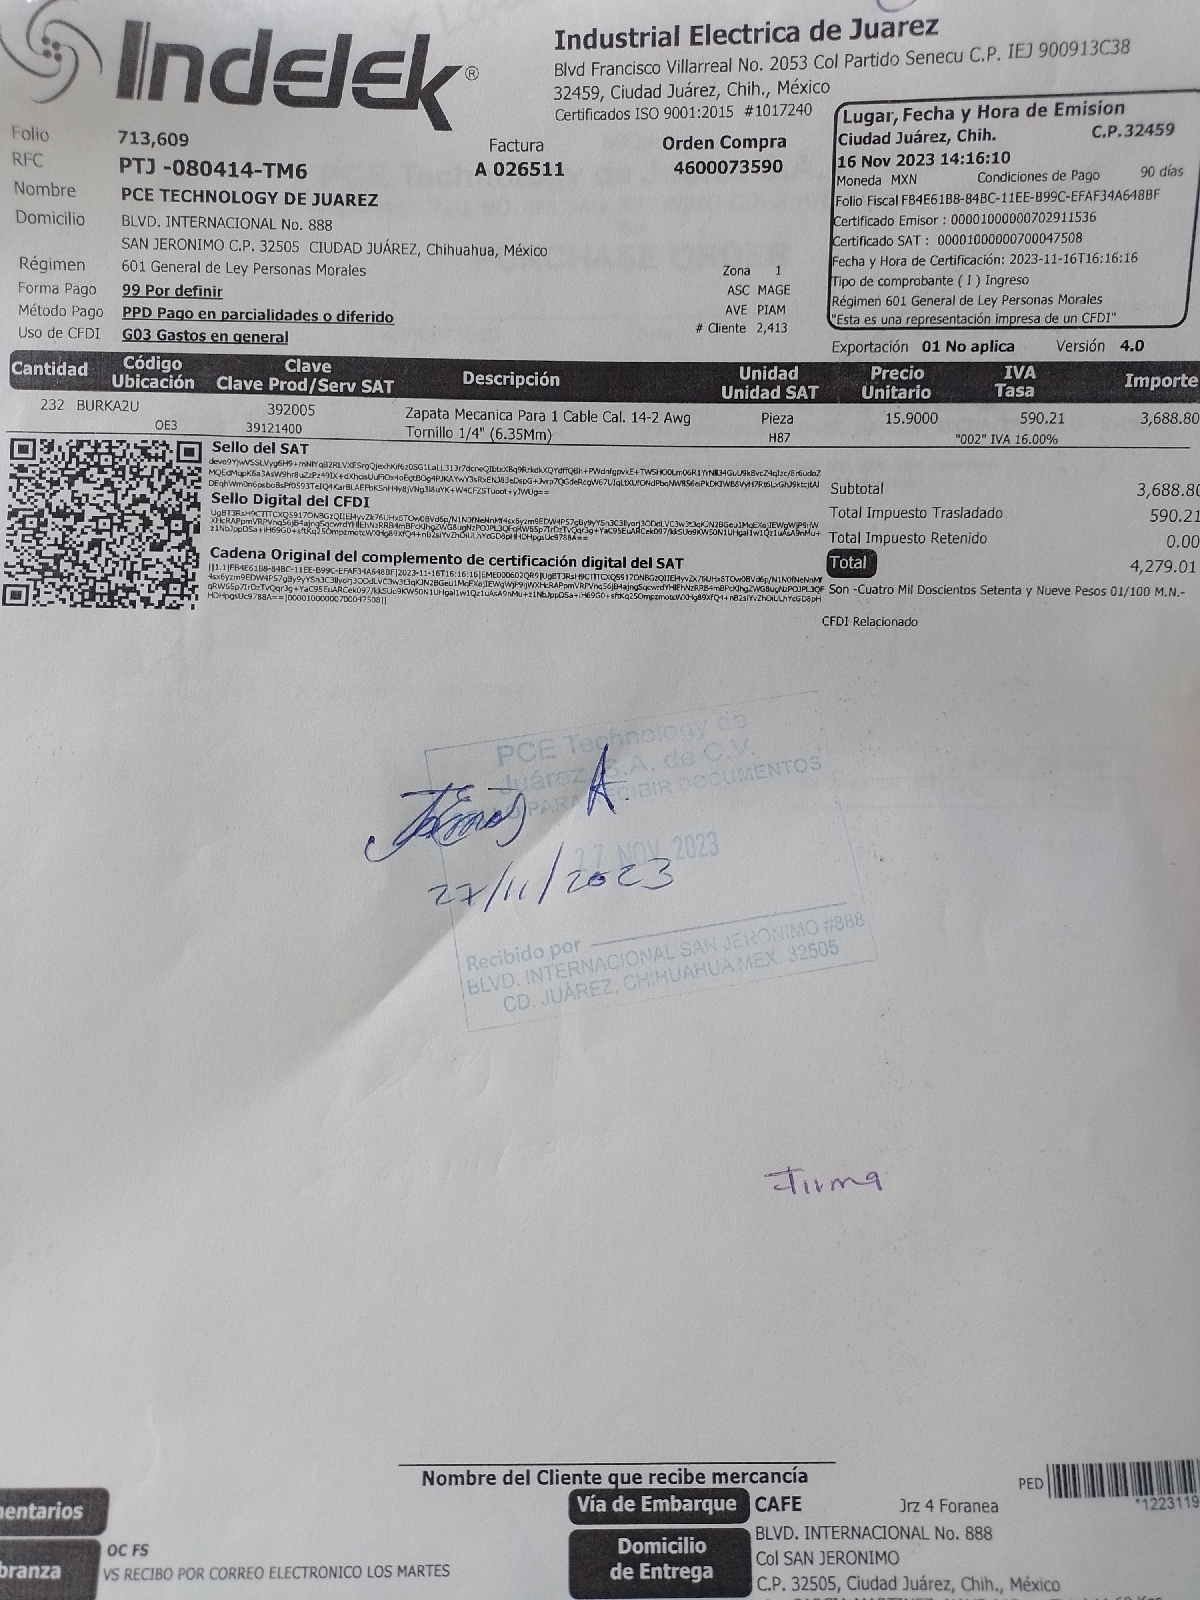 Indelek®
Industrial Electrica de Juarez
Blvd Francisco Villarreal No. 2053 Col Partido Senecu C.P. IEJ 900913C38
32459, Ciudad Juárez, Chih., México
Certificados ISO 9001:2015 #1017240
Folio 713,609
Factura
A 026511
Orden Compra
4600073590
RFC PTJ -080414-TM6
Nombre PCE TECHNOLOGY DE JUAREZ
Domicilio BLVD. INTERNACIONAL No. 888
SAN JERONIMO C.P. 32505 CIUDAD JUÁREZ, Chihuahua, México
Régimen 601 General de Ley Personas Morales
Forma Pago 99 Por definir
Método Pago PPD Pago en parcialidades o diferido
Uso de CFDI G03 Gastos en general
Zona 1
ASC MAGE
AVE PIAM
# Cliente 2,413
Lugar, Fecha y Hora de Emision
Ciudad Juárez, Chih. C.P.32459
16 Nov 2023 14:16:10
Moneda MXN Condiciones de Pago 90 días
Folio Fiscal FB4E61B8-84BC-11EE-B99C-EFAF34A648BF
Certificado Emisor : 00001000000702911536
Certificado SAT : 00001000000700047508
Fecha y Hora de Certificación: 2023-11-16T16:16:16
Tipo de comprobante ( I ) Ingreso
Régimen 601 General de Ley Personas Morales
"Esta es una representación impresa de un CFDI"
Exportación 01 No aplica Versión 4.0
Cantidad Código Ubicación Clave Clave Prod/Serv SAT Descripción Unidad Unidad SAT Precio Unitario IVA Tasa Importe
232 BURKA2U 392005 Zapata Mecanica Para 1 Cable Cal. 14-2 Awg Pieza 15.9000 590.21 3,688.80
OE3 39121400 Tornillo 1/4" (6.35Mm) H87 "002" IVA 16.00%
Sello del SAT
Sello Digital del CFDI
Cadena Original del complemento de certificación digital del SAT
Subtotal 3,688.80
Total Impuesto Trasladado 590.21
Total Impuesto Retenido 0.00
Total 4,279.01
Son -Cuatro Mil Doscientos Setenta y Nueve Pesos 01/100 M.N.-
CFDI Relacionado
PCE Technology de
Juárez S.A. de C.V.
PARA RECIBIR DOCUMENTOS
A.
27 NOV 2023
27/11/2023
Recibido por
BLVD. INTERNACIONAL SAN JERÓNIMO #888
CD. JUÁREZ, CHIHUAHUA MEX. 32505
Firma
Nombre del Cliente que recibe mercancía
PED
*1223119
Vía de Embarque CAFE Jrz 4 Foranea
entarios
OC FS
branza
VS RECIBO POR CORREO ELECTRONICO LOS MARTES
Domicilio de Entrega
BLVD. INTERNACIONAL No. 888
Col SAN JERONIMO
C.P. 32505, Ciudad Juárez, Chih., México